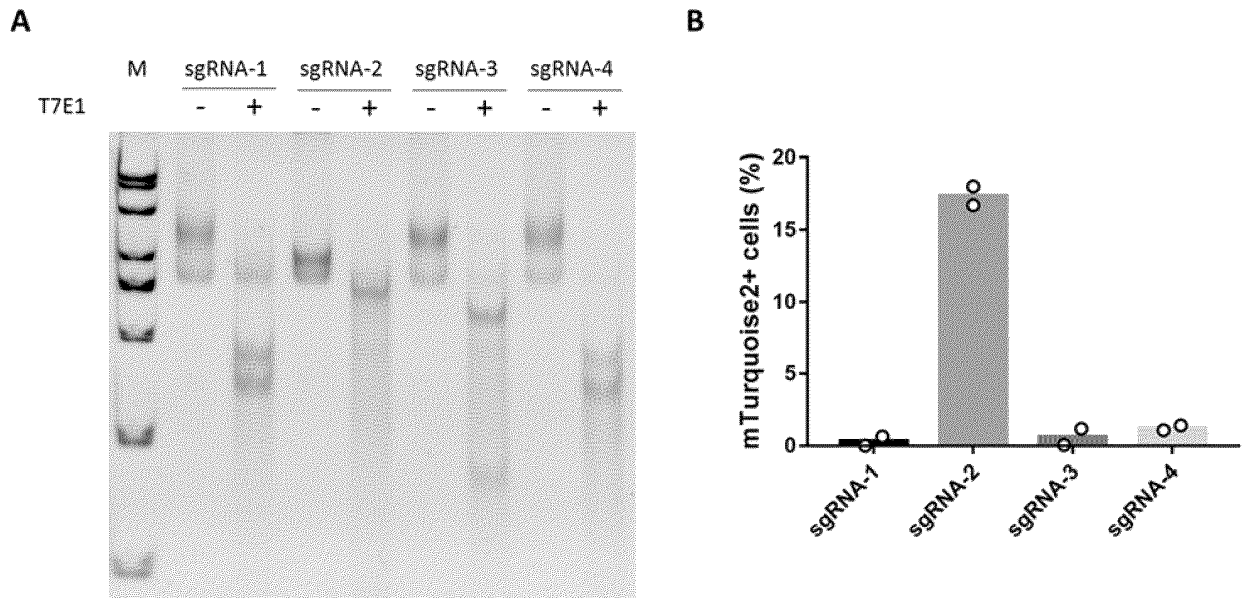 A
M sgRNA-1 sgRNA-2 sgRNA-3 sgRNA-4
T7E1 - + - + - + - +
B
mTurquoise2+ cells (%)
20
15
10
5
0
sgRNA-1
sgRNA-2
sgRNA-3
sgRNA-4